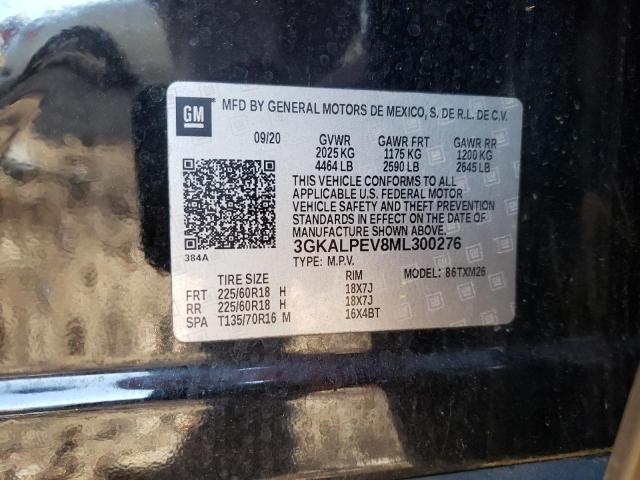 GM
MFD BY GENERAL MOTORS DE MEXICO, S. DE R.L. DE C.V.
09/20 GVWR GAWR FRT GAWR RR
2025 KG 1175 KG 1200 KG
4464 LB 2590 LB 2645 LB
THIS VEHICLE CONFORMS TO ALL
APPLICABLE U.S. FEDERAL MOTOR
VEHICLE SAFETY AND THEFT PREVENTION
STANDARDS IN EFFECT ON THE DATE
OF MANUFACTURE SHOWN ABOVE.
3GKALPEV8ML300276
384A
TYPE: M.P.V. MODEL: 86TXM26
TIRE SIZE RIM
FRT 225/60R18 H 18X7J
RR 225/60R18 H 18X7J
SPA T135/70R16 M 16X4BT